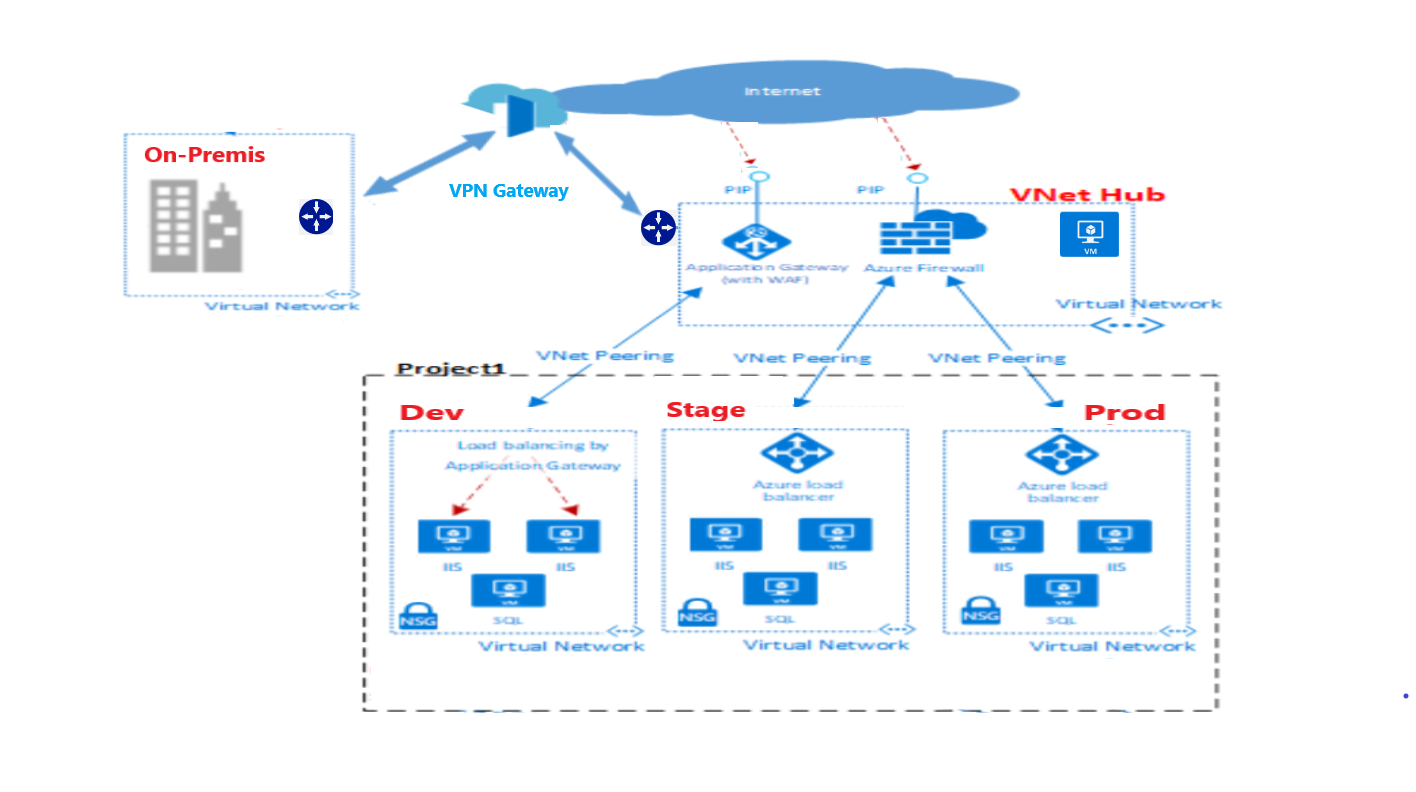 Internet
On-Premis
VPN Gateway
PIP
PIP
VNet Hub
VM
Application Gateway
(with WAF)
Azure Firewall
Virtual Network
Virtual Network
VNet Peering
VNet Peering
VNet Peering
Project1
Dev
Stage
Prod
Load balancing by
Application Gateway
VM
VM
IIS
IIS
VM
SQL
NSG
Virtual Network
Azure load
balancer
VM
VM
IIS
IIS
VM
SQL
NSG
Virtual Network
Azure load
balancer
VM
VM
IIS
IIS
VM
SQL
NSG
Virtual Network